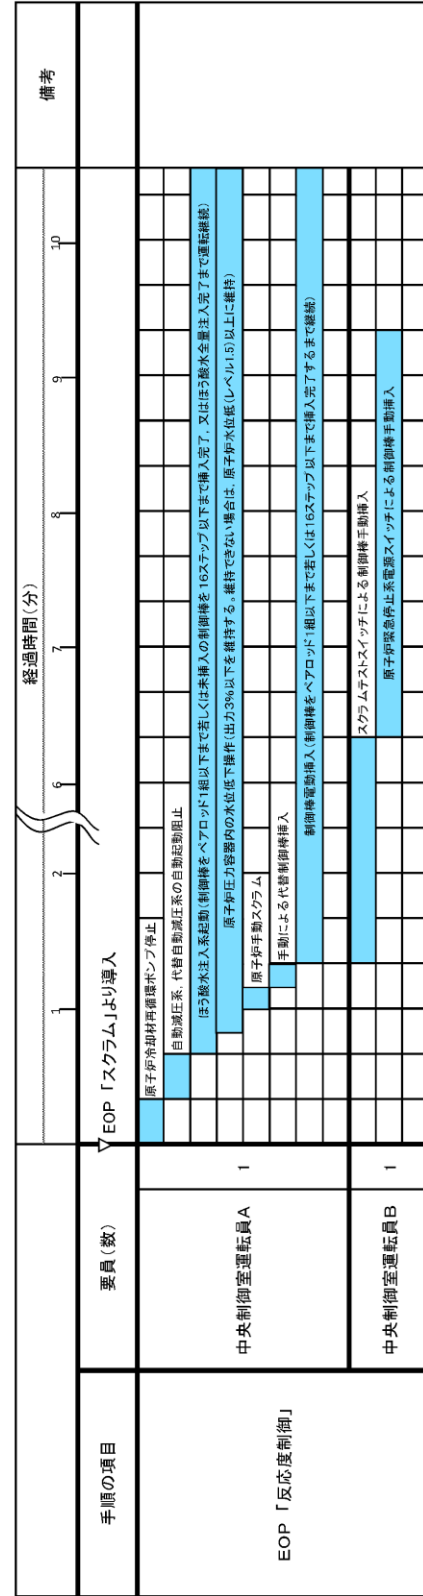 経過時間(分)
備考
1
2
6
7
8
9
10
手順の項目
要員(数)
EOP「スクラム」より導入
EOP「反応度制御」
中央制御室運転員A
1
原子炉冷却材再循環ポンプ停止
自動減圧系、代替自動減圧系の自動起動阻止
ほう酸水注入系起動(制御棒をペアロッド1組以下まで若しくは未挿入の制御棒を16ステップ以下まで挿入完了、又はほう酸水全量注入完了まで運転継続)
原子炉圧力容器内の水位低下操作(出力3%以下を維持する。維持できない場合は、原子炉水位低(レベル1.5)以上に維持)
原子炉手動スクラム
手動による代替制御棒挿入
制御棒電動挿入(制御棒をペアロッド1組以下まで若しくは16ステップ以下まで挿入完了するまで継続)
中央制御室運転員B
1
スクラムテストスイッチによる制御棒手動挿入
原子炉緊急停止系電源スイッチによる制御棒手動挿入